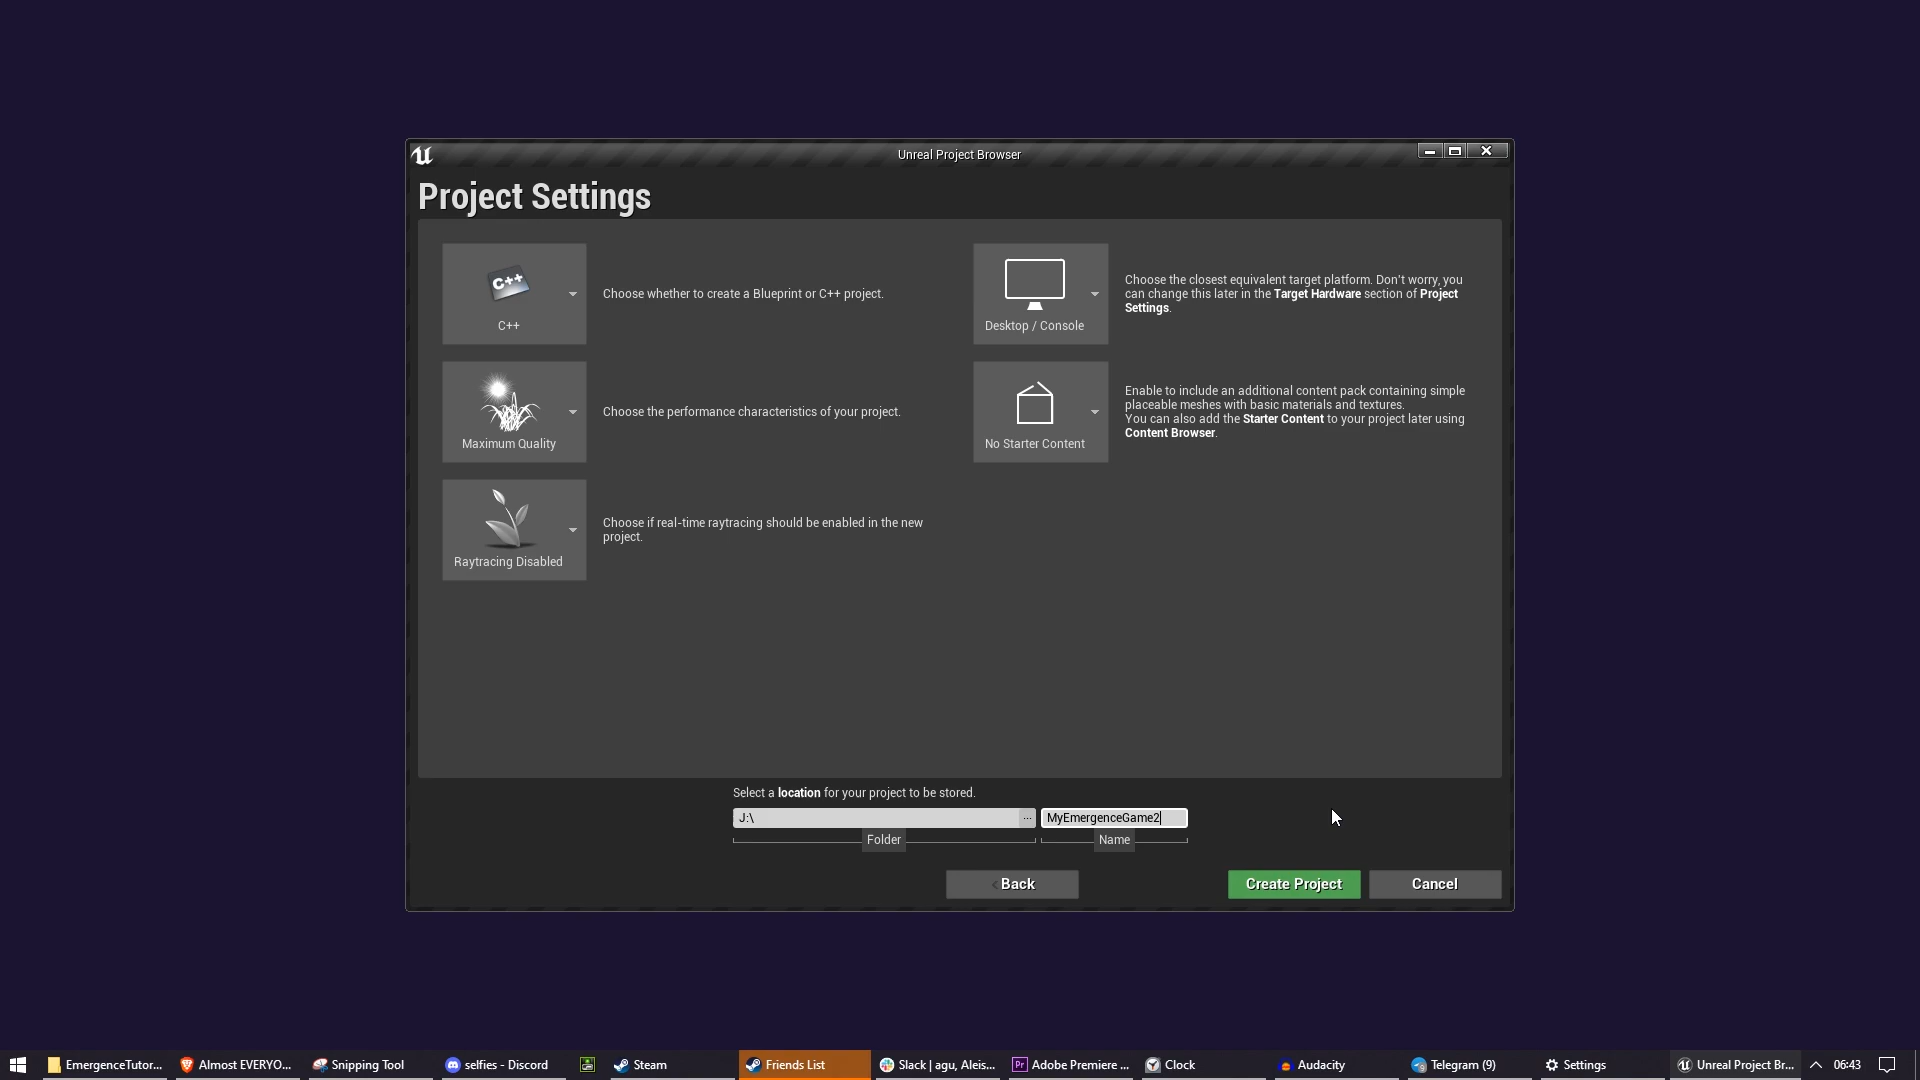 Unreal Project Browser
Project Settings
C++
C++
Choose whether to create a Blueprint or C++ project.
Desktop / Console
Choose the closest equivalent target platform. Don't worry, you
can change this later in the Target Hardware section of Project
Settings.
Maximum Quality
Choose the performance characteristics of your project.
No Starter Content
Enable to include an additional content pack containing simple
placeable meshes with basic materials and textures.
You can also add the Starter Content to your project later using
Content Browser.
Raytracing Disabled
Choose if real-time raytracing should be enabled in the new
project.
Select a location for your project to be stored.
J:\
...
MyEmergenceGame2
Folder
Name
Back
Create Project
Cancel
EmergenceTutor...
Almost EVERYO...
Snipping Tool
selfies - Discord
Steam
Friends List
Slack | agu, Aleis...
Pr
Adobe Premiere ...
Clock
Audacity
Telegram (9)
Settings
Unreal Project Br...
06:43